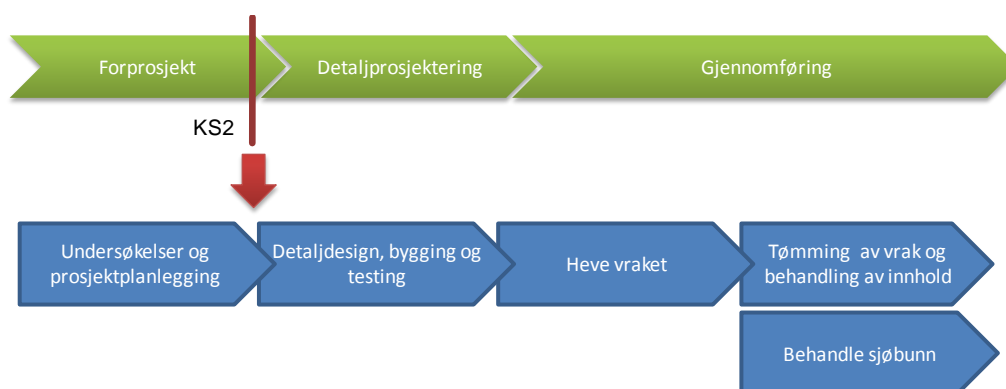 Forprosjekt
Detaljprosjektering
Gjennomføring
KS2
Undersøkelser og
prosjektplanlegging
Detaljdesign, bygging og
testing
Heve vraket
Tømming av vrak og
behandling av innhold
Behandle sjøbunn